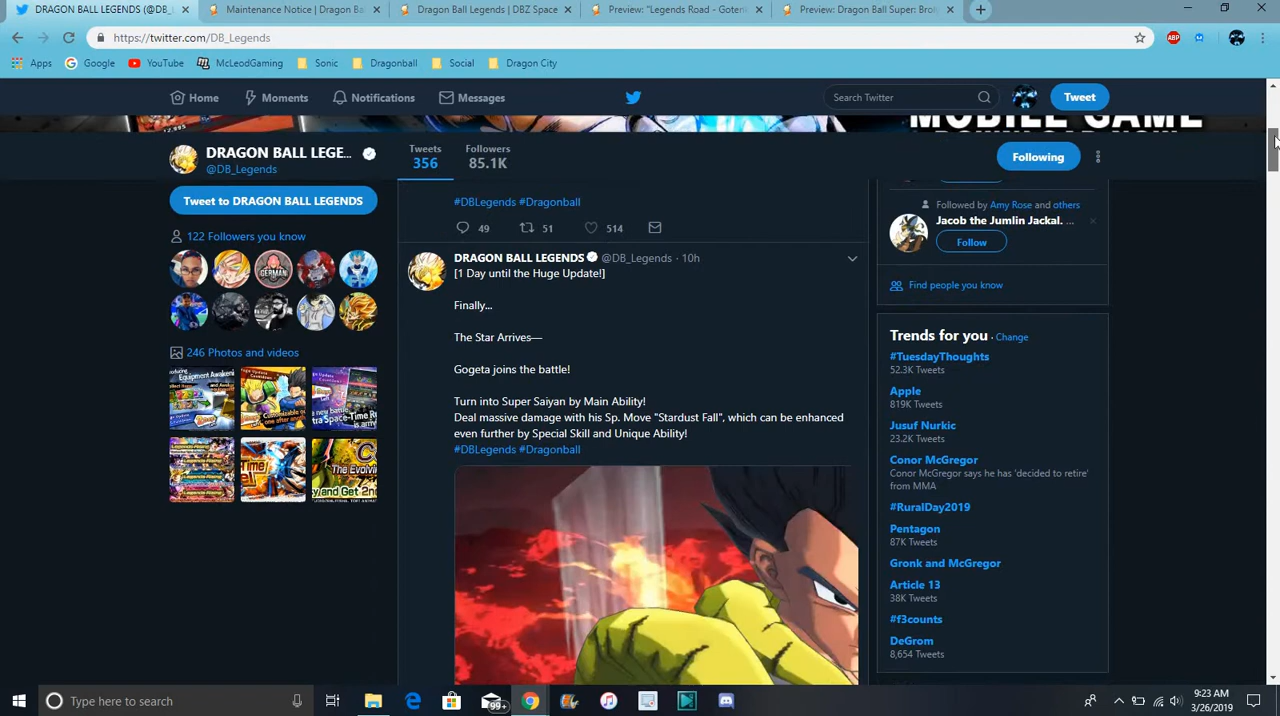 DRAGON BALL LEGENDS (@DB_L
Maintenance Notice | Dragon Bal
Dragon Ball Legends | DBZ Space
Preview: "Legends Road - Goten
Preview: Dragon Ball Super: Brol
https://twitter.com/DB_Legends
ABP
Apps
Google
YouTube
McLeodGaming
Sonic
Dragonball
Social
Dragon City
Home
Moments
Notifications
Messages
Search Twitter
Tweet
MOBILE GAME
DOWNLOAD NOW
DRAGON BALL LEGE...
@DB_Legends
Tweets
356
Followers
85.1K
Following
Tweet to DRAGON BALL LEGENDS
122 Followers you know
246 Photos and videos
#DBLegends #Dragonball
49
51
514
DRAGON BALL LEGENDS @DB_Legends · 10h
[1 Day until the Huge Update!]
Finally...
The Star Arrives—
Gogeta joins the battle!
Turn into Super Saiyan by Main Ability!
Deal massive damage with his Sp. Move "Stardust Fall", which can be enhanced
even further by Special Skill and Unique Ability!
#DBLegends #Dragonball
Followed by Amy Rose and others
Jacob the Jumlin Jackal. ...
Follow
Find people you know
Trends for you · Change
#TuesdayThoughts
52.3K Tweets
Apple
819K Tweets
Jusuf Nurkic
23.2K Tweets
Conor McGregor
Conor McGregor says he has 'decided to retire'
from MMA
#RuralDay2019
Pentagon
87K Tweets
Gronk and McGregor
Article 13
38K Tweets
#f3counts
DeGrom
8,654 Tweets
Type here to search
99+
9:23 AM
3/26/2019